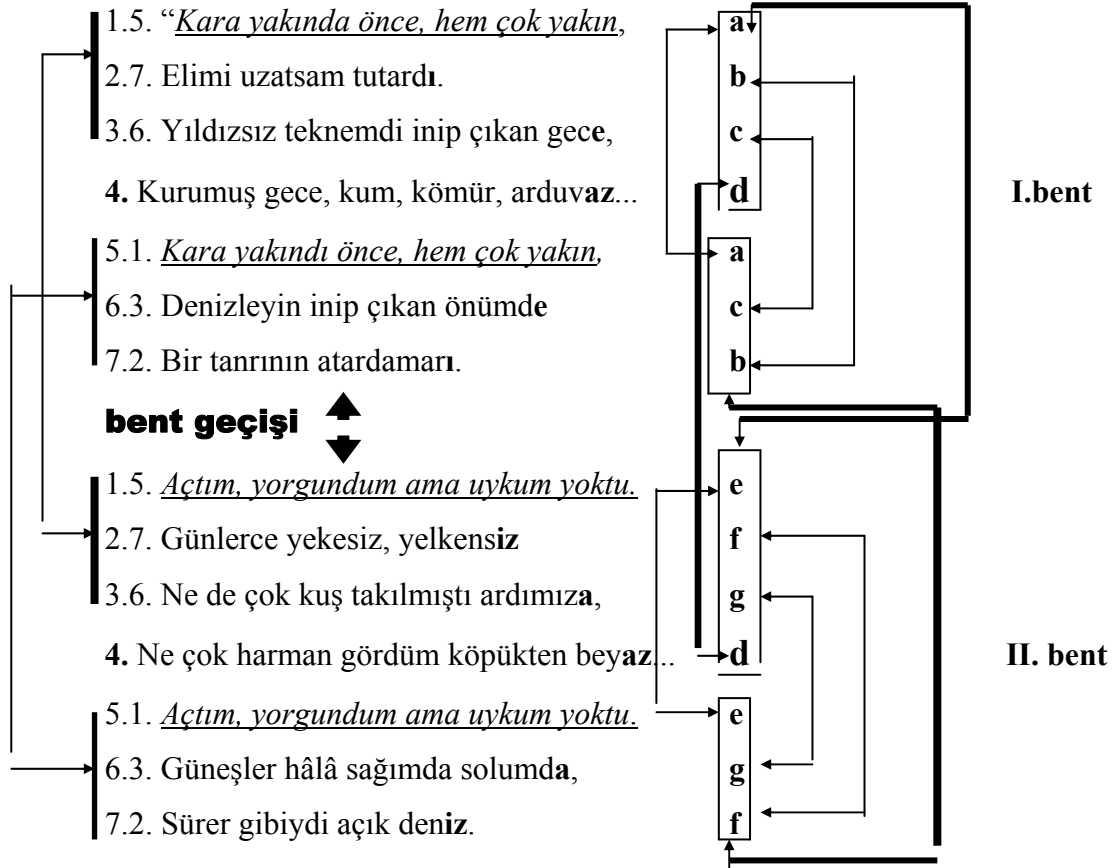 1.5. “Kara yakında önce, hem çok yakın, a
2.7. Elimi uzatsam tutardı. b
3.6. Yıldızsız teknemdi inip çıkan gece, c
4. Kurumuş gece, kum, kömür, arduvaz... d I.bent
5.1. Kara yakındı önce, hem çok yakın, a
6.3. Denizleyin inip çıkan önümde c
7.2. Bir tanrının atardamarı. b
bent geçişi
1.5. Açtım, yorgundum ama uykum yoktu. e
2.7. Günlerce yekesiz, yelkensiz f
3.6. Ne de çok kuş takılmıştı ardımıza, g
4. Ne çok harman gördüm köpükten beyaz... d II. bent
5.1. Açtım, yorgundum ama uykum yoktu. e
6.3. Güneşler hâlâ sağımda solumda, g
7.2. Sürer gibiydi açık deniz. f